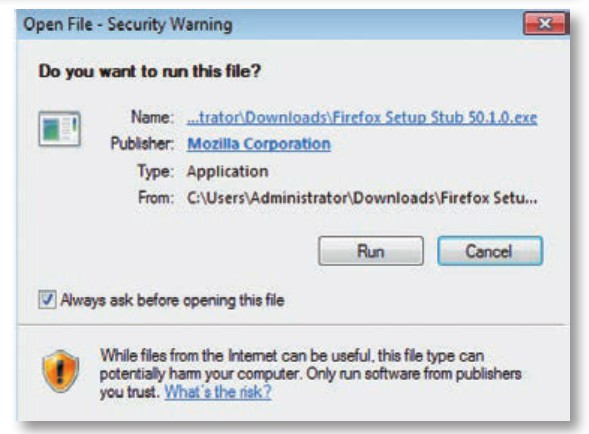 Open File - Security Warning
Do you want to run this file?
Name: ...trator\Downloads\Firefox Setup Stub 50.1.0.exe
Publisher: Mozilla Corporation
Type: Application
From: C:\Users\Administrator\Downloads\Firefox Setu...
Run Cancel
Always ask before opening this file
While files from the Internet can be useful, this file type can
potentially harm your computer. Only run software from publishers
you trust. What's the risk?